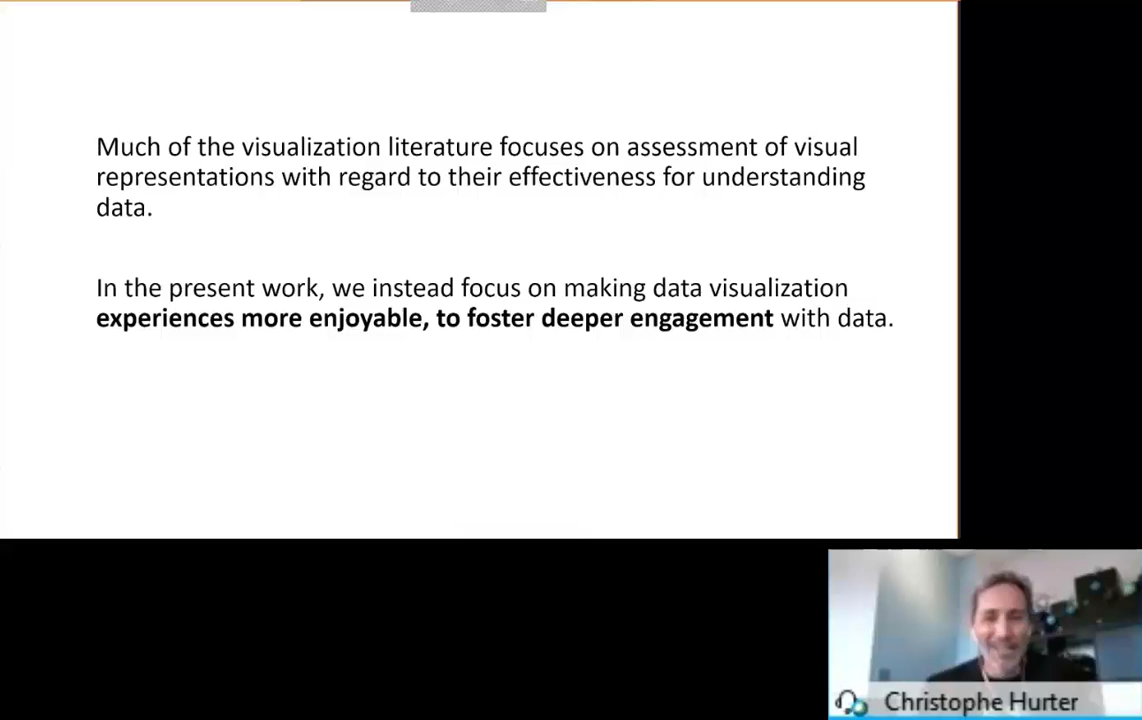 Much of the visualization literature focuses on assessment of visual
representations with regard to their effectiveness for understanding
data.
In the present work, we instead focus on making data visualization
experiences more enjoyable, to foster deeper engagement with data.
Christophe Hurter